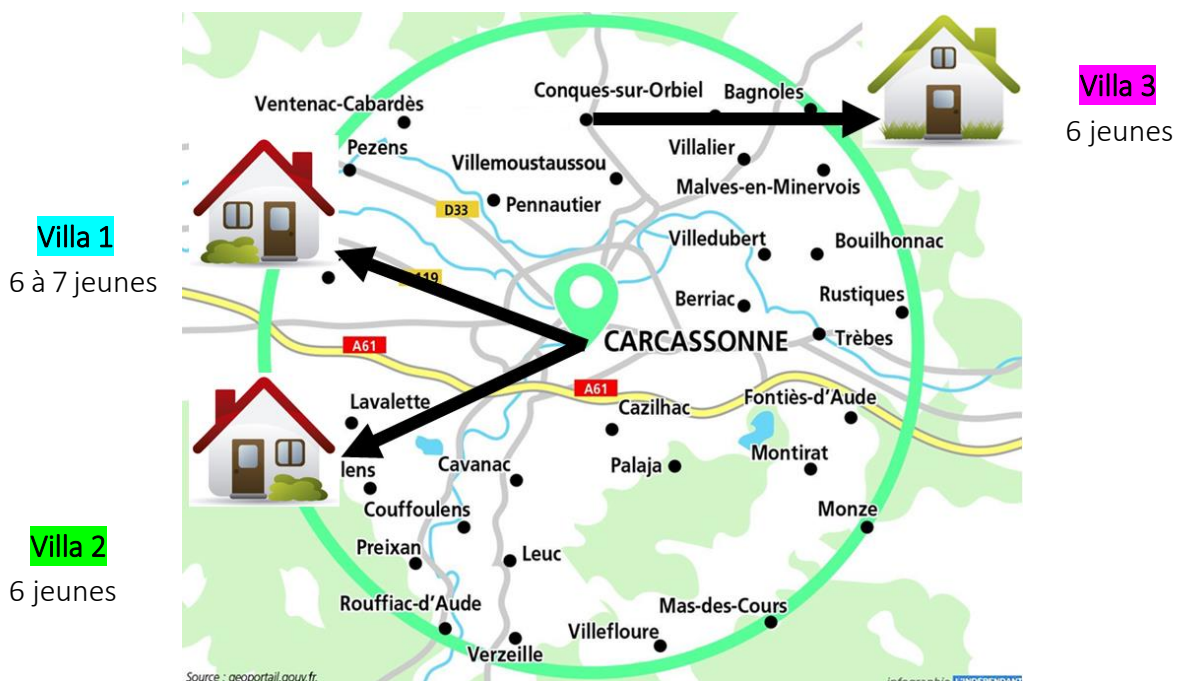 Conques-sur-Orbiel
Bagnoles
Villa 3
6 jeunes
Ventenac-Cabardès
Pezens
Villemoustaussou
Villalier
Malves-en-Minervois
D33
Pennautier
Villa 1
6 à 7 jeunes
Villedubert
Bouilhonnac
119
Berriac
Rustiques
CARCASSONNE
Trèbes
A61
A61
Lavalette
Cazilhac
Fontiès-d'Aude
lens
Cavanac
Palaja
Montirat
Couffoulens
Monze
Villa 2
6 jeunes
Preixan
Leuc
Rouffiac-d'Aude
Mas-des-Cours
Verzeille
Villefloure
Source : geoportail.gouv.fr.
infographie L'INDÉPENDANT